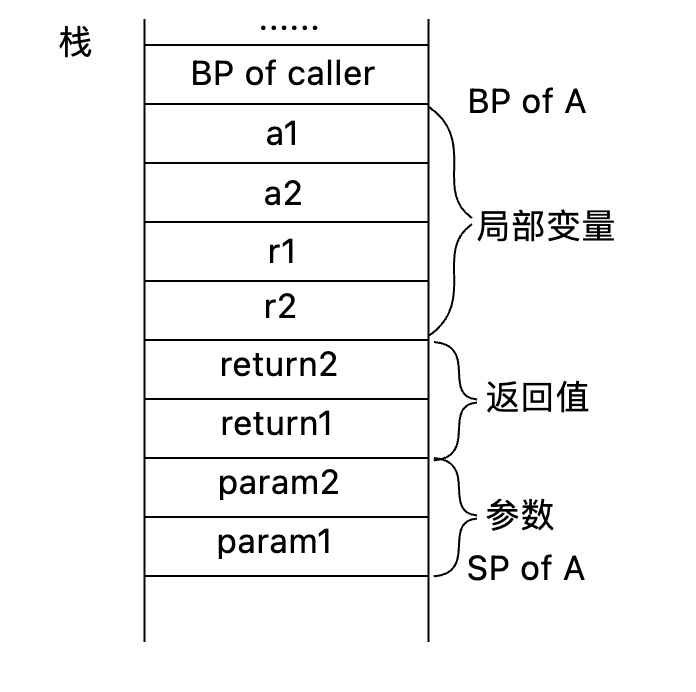 ......
栈
BP of caller
BP of A
a1
a2
局部变量
r1
r2
return2
返回值
return1
param2
参数
param1
SP of A